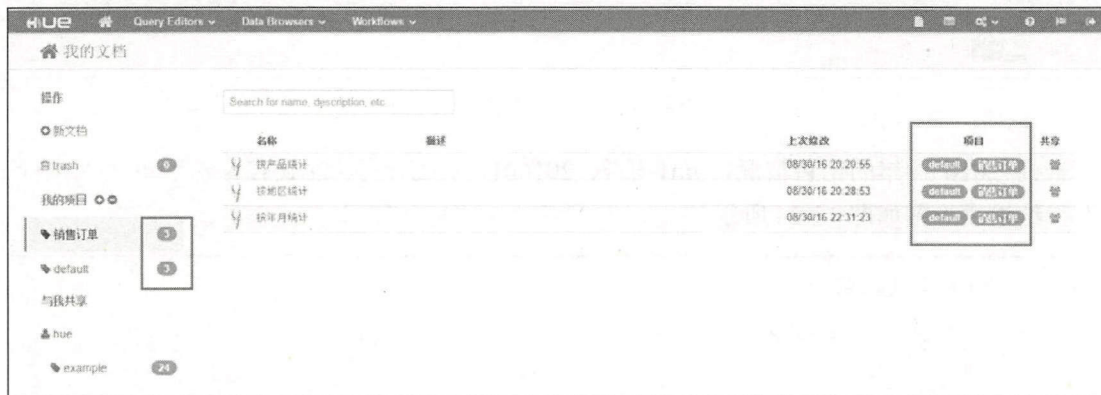 HUE Query Editors Data Browsers Workflows
我的文档
操作
Search for name, description, etc...
新文档
名称 描述 上次修改 项目 共享
trash 0
按产品统计 08/30/16 20:20:55 default 销售订单
按地区统计 08/30/16 20:28:53 default 销售订单
我的项目
按年月统计 08/30/16 22:31:23 default 销售订单
销售订单 3
default 3
与我共享
hue
example 24